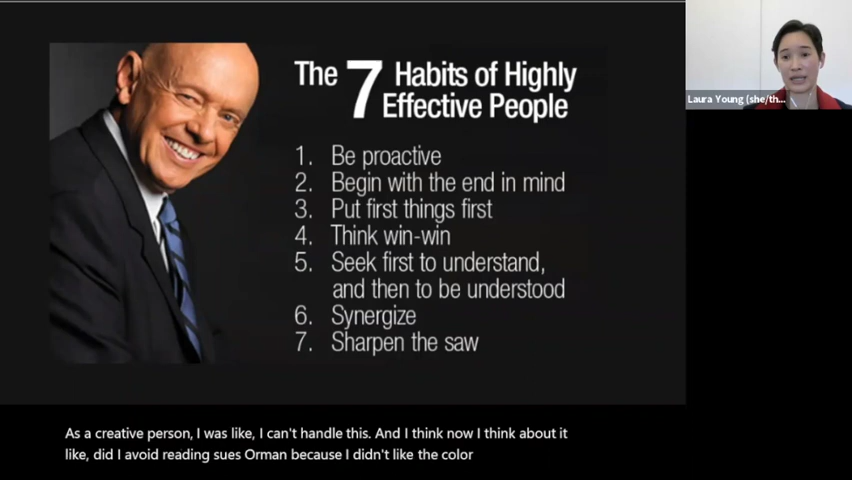 The 7 Habits of Highly
Effective People
1. Be proactive
2. Begin with the end in mind
3. Put first things first
4. Think win-win
5. Seek first to understand,
and then to be understood
6. Synergize
7. Sharpen the saw
Laura Young (she/th...
As a creative person, I was like, I can't handle this. And I think now I think about it
like, did I avoid reading sues Orman because I didn't like the color